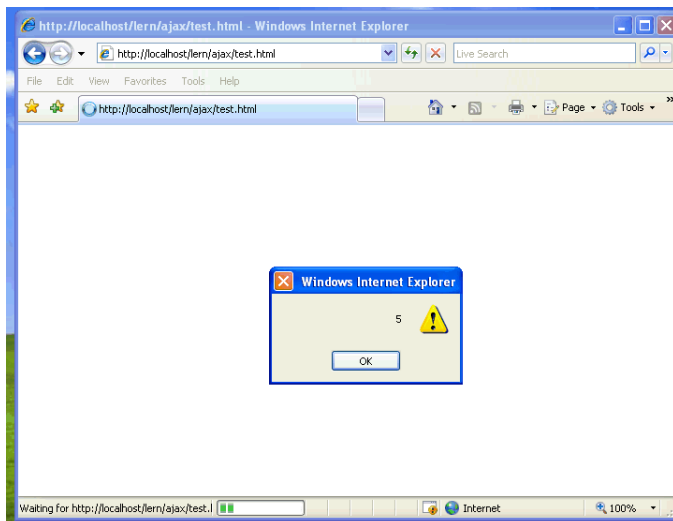 http://localhost/lern/ajax/test.html - Windows Internet Explorer
http://localhost/lern/ajax/test.html
Live Search
File Edit View Favorites Tools Help
http://localhost/lern/ajax/test.html
Page Tools »
Windows Internet Explorer
5
OK
Waiting for http://localhost/lern/ajax/test.l
Internet
100%